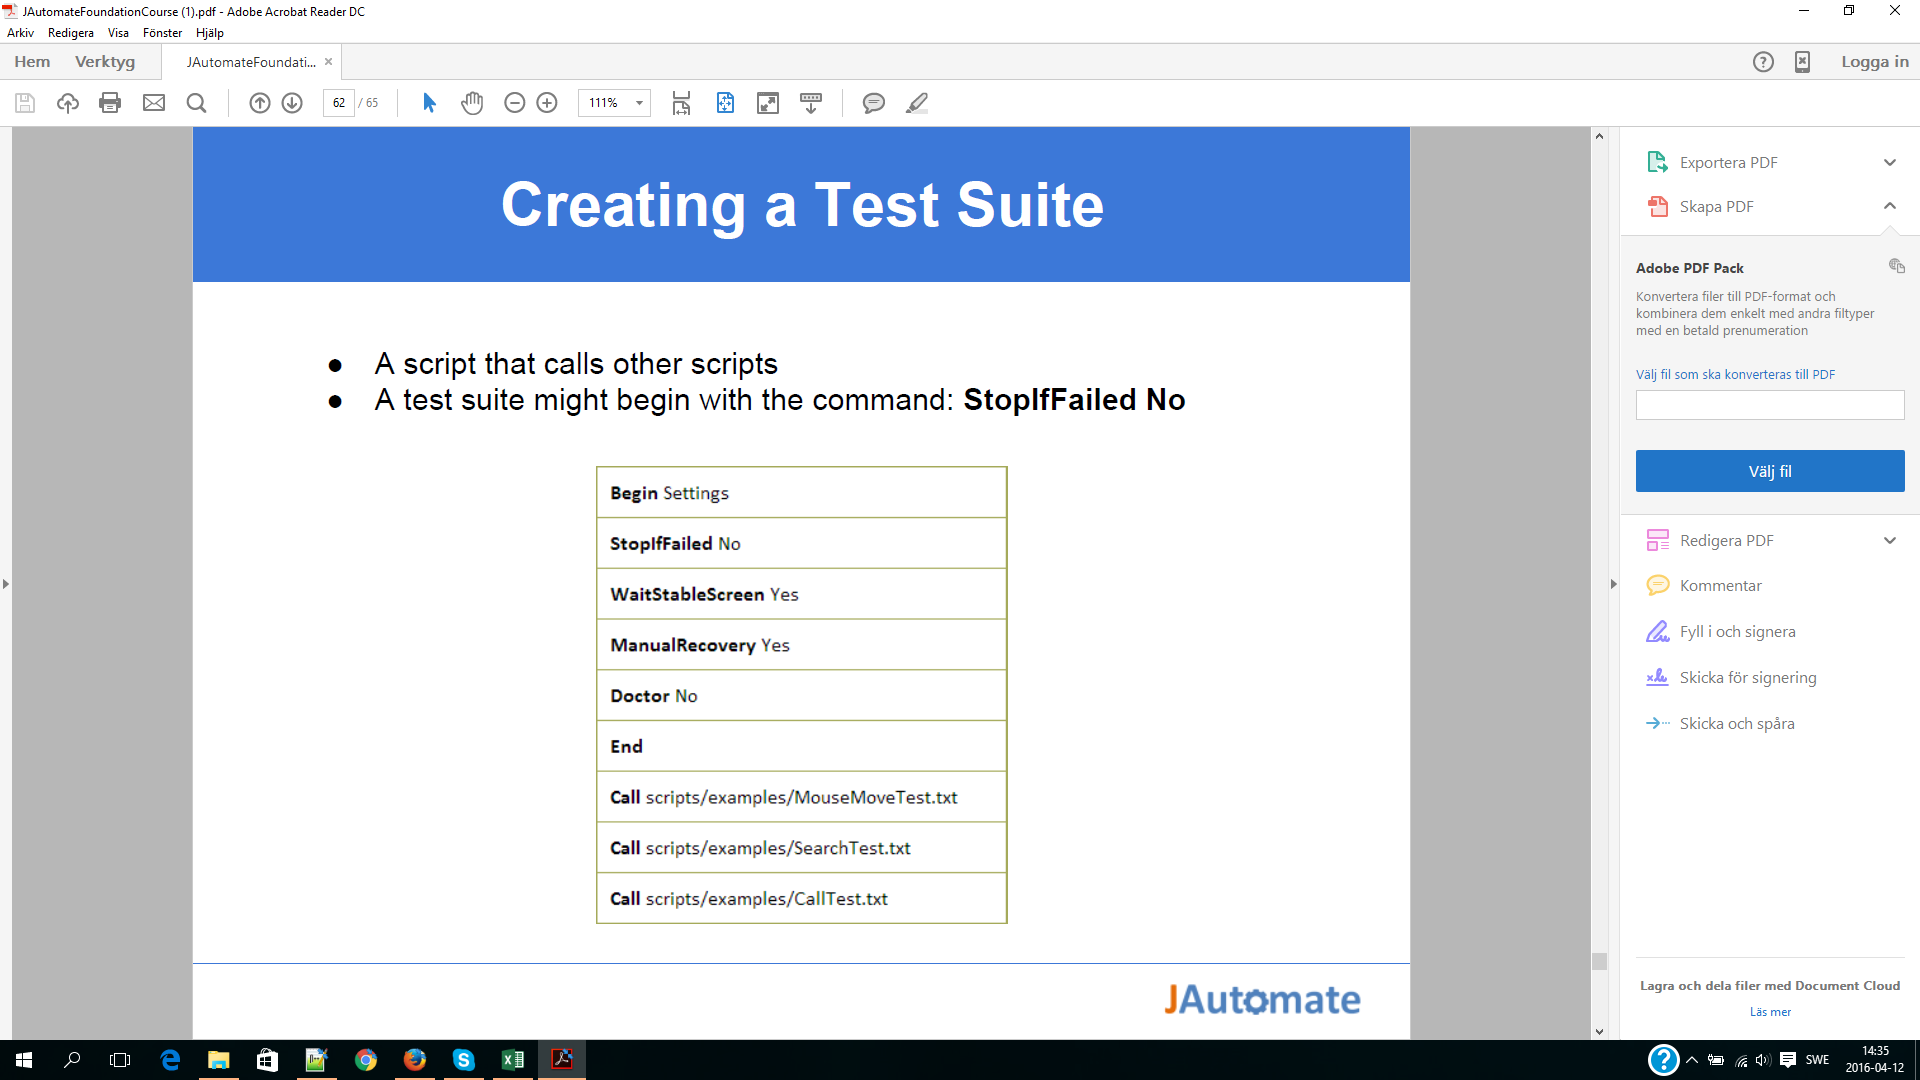 JAutomateFoundationCourse (1).pdf - Adobe Acrobat Reader DC
Arkiv Redigera Visa Fönster Hjälp
Hem Verktyg JAutomateFoundati... × Logga in
62 / 65 111%
Creating a Test Suite
● A script that calls other scripts
● A test suite might begin with the command: StopIfFailed No
Begin Settings
StopIfFailed No
WaitStableScreen Yes
ManualRecovery Yes
Doctor No
End
Call scripts/examples/MouseMoveTest.txt
Call scripts/examples/SearchTest.txt
Call scripts/examples/CallTest.txt
JAutomate
Exportera PDF
Skapa PDF
Adobe PDF Pack
Konvertera filer till PDF-format och
kombinera dem enkelt med andra filtyper
med en betald prenumeration
Välj fil som ska konverteras till PDF
Välj fil
Redigera PDF
Kommentar
Fyll i och signera
Skicka för signering
Skicka och spåra
Lagra och dela filer med Document Cloud
Läs mer
SWE
14:35
2016-04-12